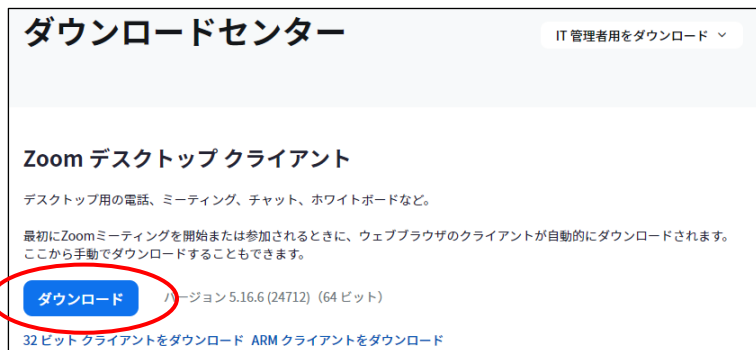 ダウンロードセンター
IT 管理者用をダウンロード
Zoom デスクトップ クライアント
デスクトップ用の電話、ミーティング、チャット、ホワイトボードなど。
最初にZoomミーティングを開始または参加されるときに、ウェブブラウザのクライアントが自動的にダウンロードされます。
ここから手動でダウンロードすることもできます。
ダウンロード
バージョン 5.16.6 (24712)（64 ビット）
32 ビット クライアントをダウンロード ARM クライアントをダウンロード